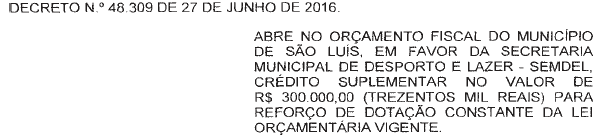 DECRETO N.º 48.309 DE 27 DE JUNHO DE 2016.
ABRE NO ORÇAMENTO FISCAL DO MUNICÍPIO
DE SÃO LUÍS, EM FAVOR DA SECRETARIA
MUNICIPAL DE DESPORTO E LAZER - SEMDEL,
CRÉDITO SUPLEMENTAR NO VALOR DE
R$ 300.000,00 (TREZENTOS MIL REAIS) PARA
REFORÇO DE DOTAÇÃO CONSTANTE DA LEI
ORÇAMENTÁRIA VIGENTE.